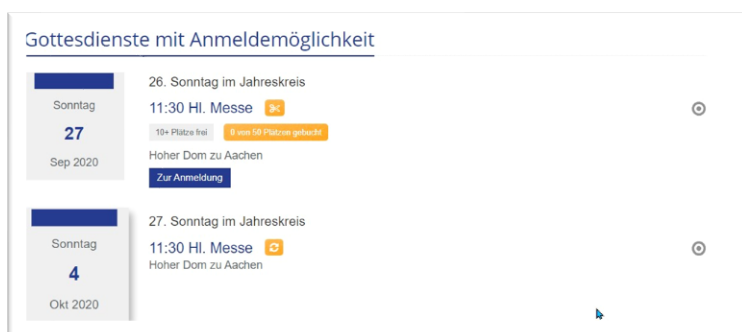 Gottesdienste mit Anmeldemöglichkeit
Sonntag
27
Sep 2020
26. Sonntag im Jahreskreis
11:30 Hl. Messe
10+ Plätze frei
0 von 50 Plätzen gebucht
Hoher Dom zu Aachen
Zur Anmeldung
Sonntag
4
Okt 2020
27. Sonntag im Jahreskreis
11:30 Hl. Messe
Hoher Dom zu Aachen